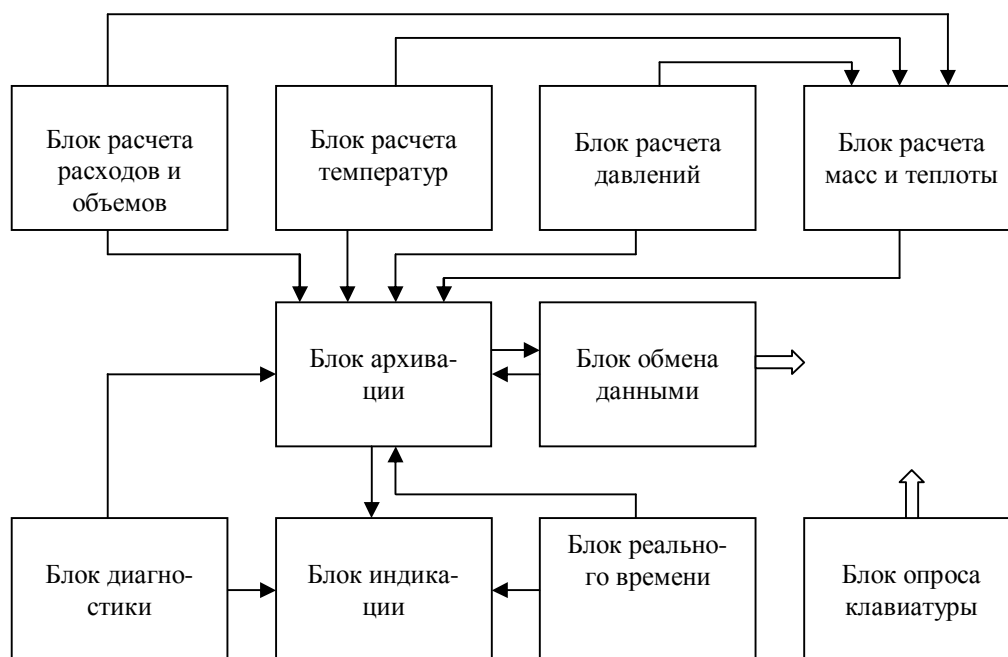 Блок расчета
расходов и
объемов
Блок расчета
температур
Блок расчета
давлений
Блок расчета
масс и теплоты
Блок архива-
ции
Блок обмена
данными
Блок диагно-
стики
Блок индика-
ции
Блок реально-
го времени
Блок опроса
клавиатуры